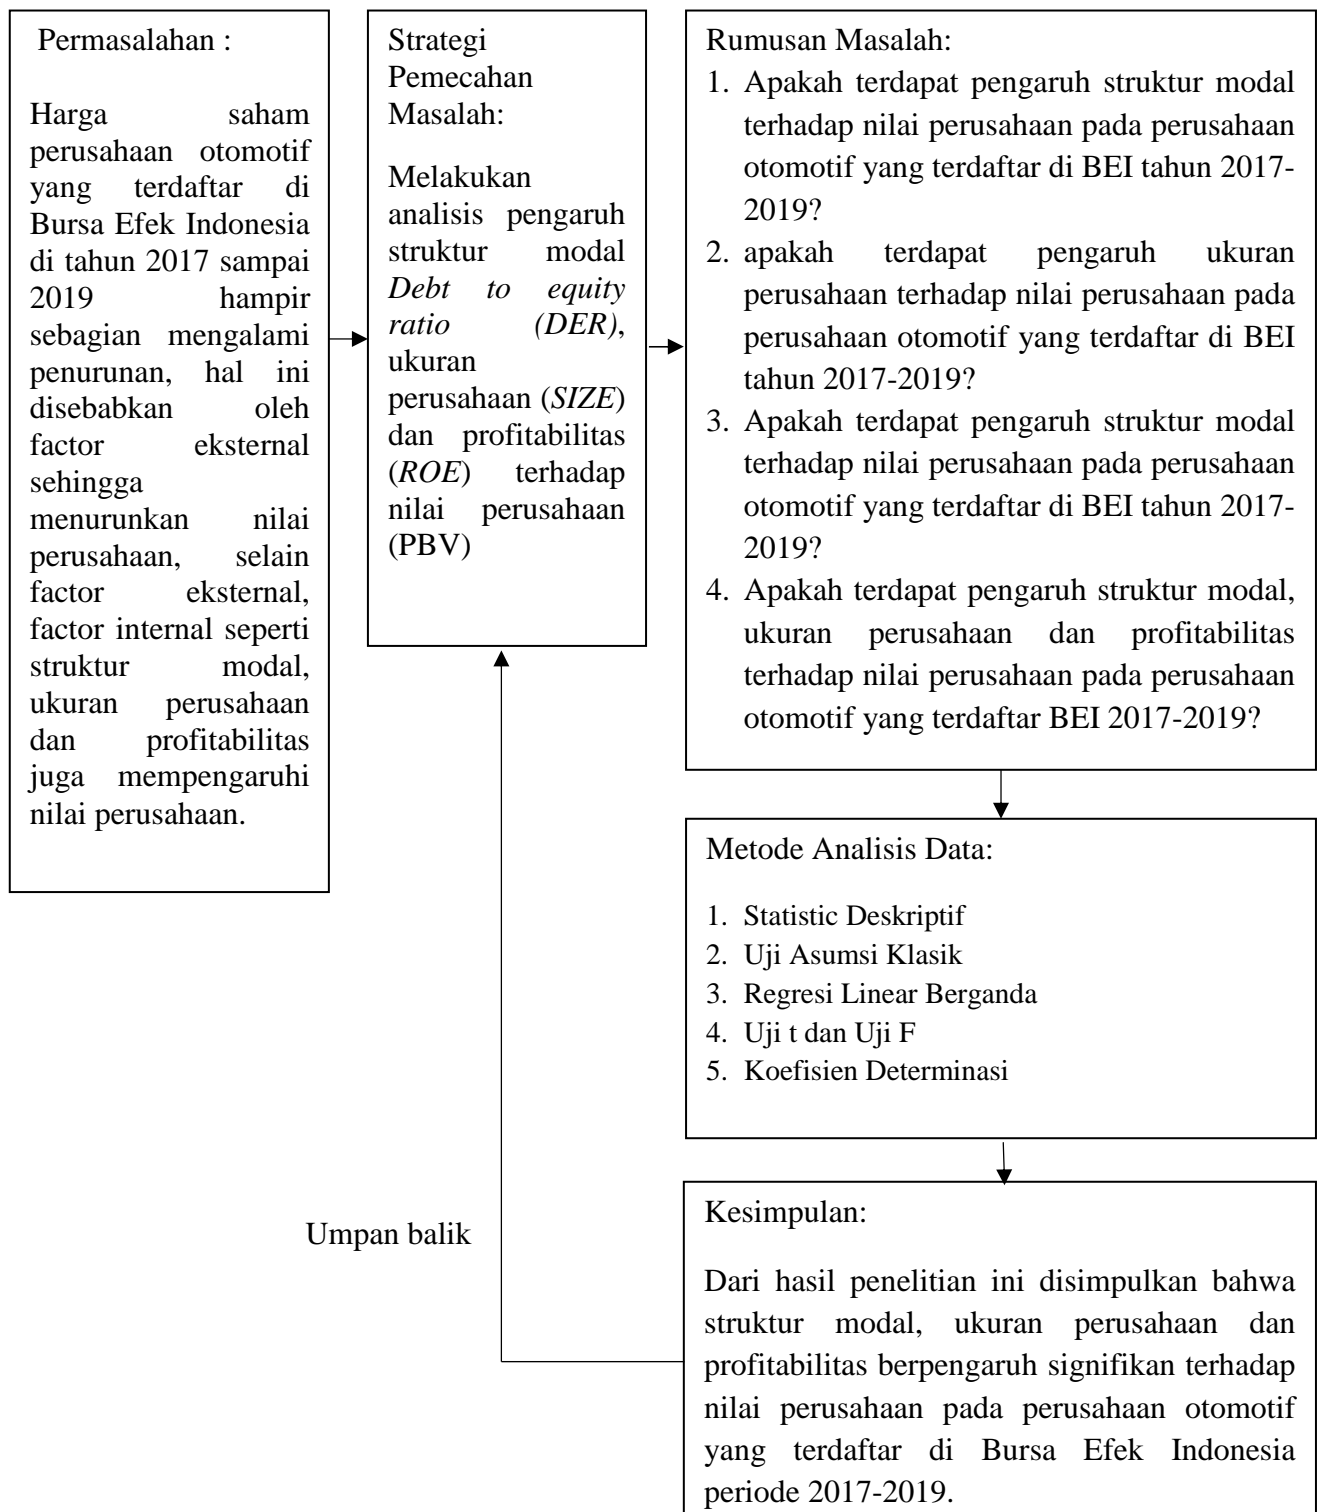 Permasalahan :
Harga saham
perusahaan otomotif
yang terdaftar di
Bursa Efek Indonesia
di tahun 2017 sampai
2019 hampir
sebagian mengalami
penurunan, hal ini
disebabkan oleh
factor eksternal
sehingga
menurunkan nilai
perusahaan, selain
factor eksternal,
factor internal seperti
struktur modal,
ukuran perusahaan
dan profitabilitas
juga mempengaruhi
nilai perusahaan.
Strategi
Pemecahan
Masalah:
Melakukan
analisis pengaruh
struktur modal
Debt to equity
ratio (DER),
ukuran
perusahaan (SIZE)
dan profitabilitas
(ROE) terhadap
nilai perusahaan
(PBV)
Rumusan Masalah:
1. Apakah terdapat pengaruh struktur modal
terhadap nilai perusahaan pada perusahaan
otomotif yang terdaftar di BEI tahun 2017-
2019?
2. apakah terdapat pengaruh ukuran
perusahaan terhadap nilai perusahaan pada
perusahaan otomotif yang terdaftar di BEI
tahun 2017-2019?
3. Apakah terdapat pengaruh struktur modal
terhadap nilai perusahaan pada perusahaan
otomotif yang terdaftar di BEI tahun 2017-
2019?
4. Apakah terdapat pengaruh struktur modal,
ukuran perusahaan dan profitabilitas
terhadap nilai perusahaan pada perusahaan
otomotif yang terdaftar BEI 2017-2019?
Metode Analisis Data:
1. Statistic Deskriptif
2. Uji Asumsi Klasik
3. Regresi Linear Berganda
4. Uji t dan Uji F
5. Koefisien Determinasi
Umpan balik
Kesimpulan:
Dari hasil penelitian ini disimpulkan bahwa
struktur modal, ukuran perusahaan dan
profitabilitas berpengaruh signifikan terhadap
nilai perusahaan pada perusahaan otomotif
yang terdaftar di Bursa Efek Indonesia
periode 2017-2019.